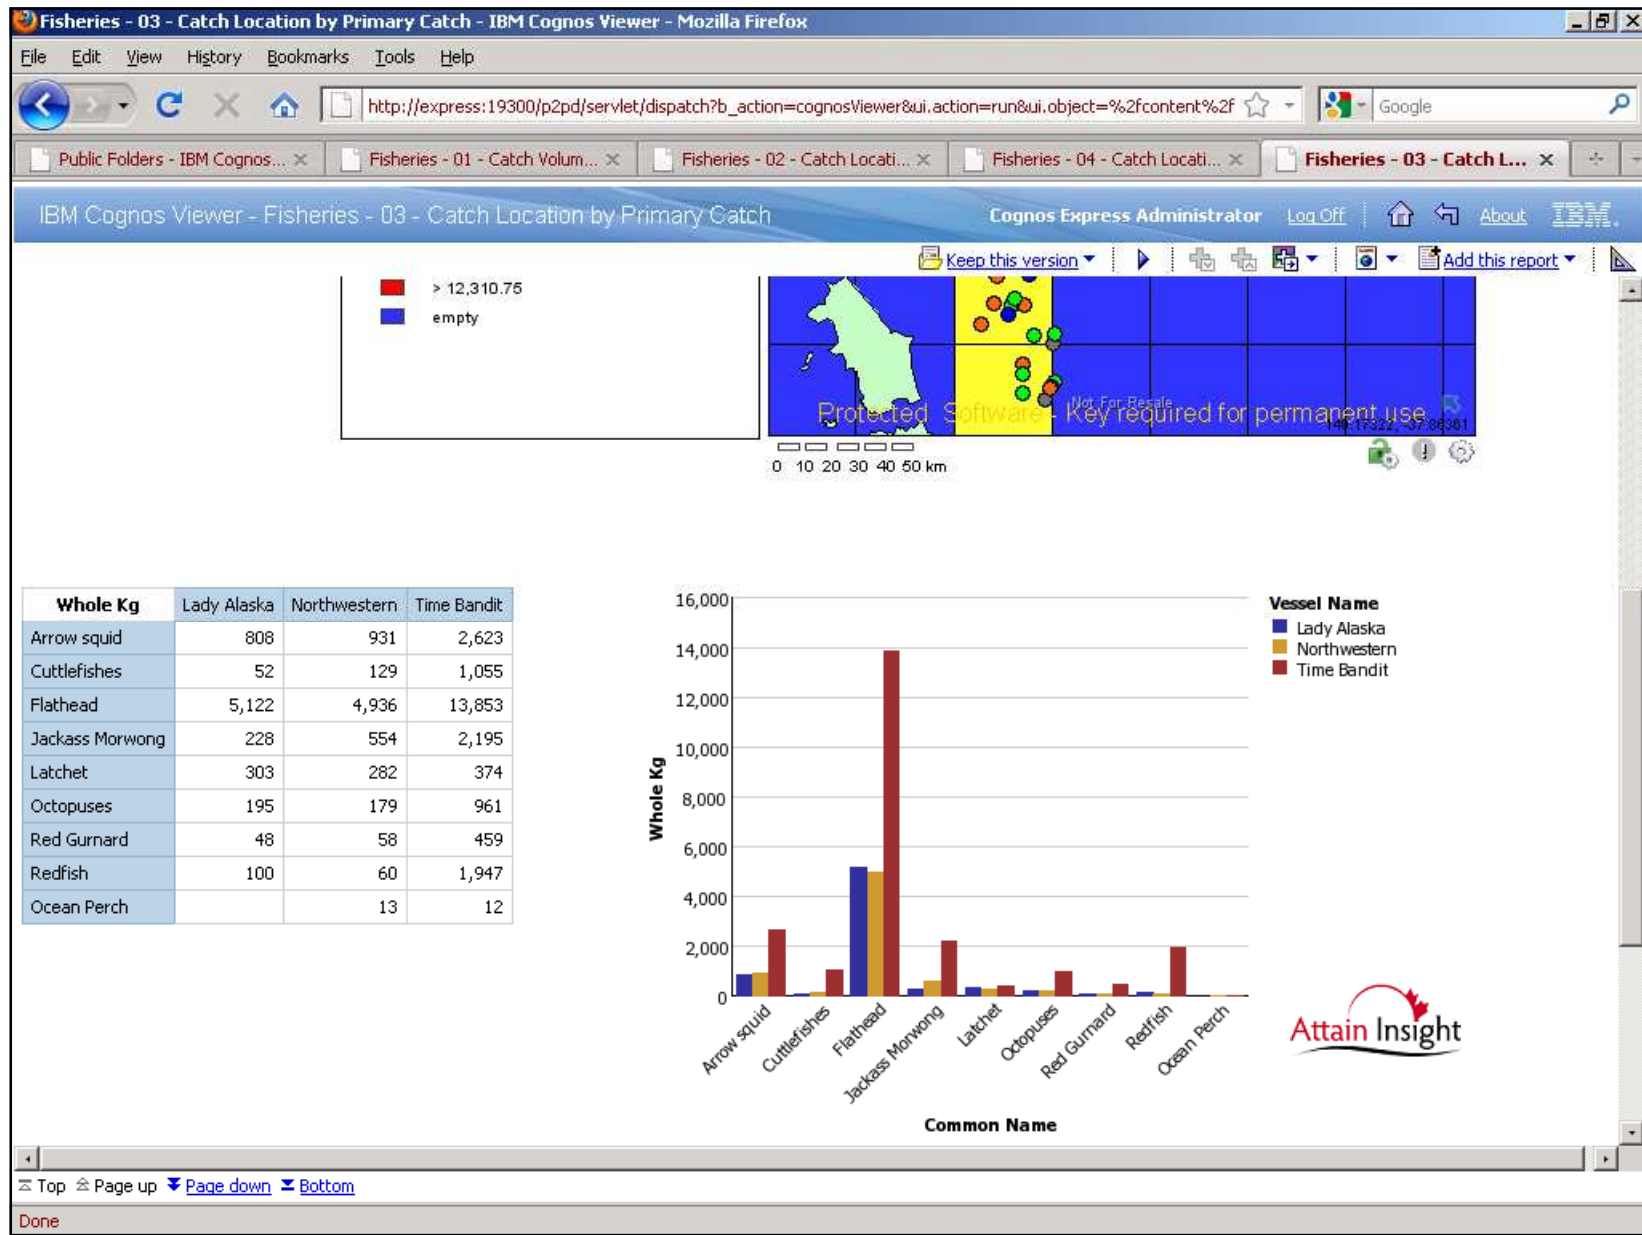 Fisheries - 03 - Catch Location by Primary Catch - IBM Cognos Viewer - Mozilla Firefox
File Edit View History Bookmarks Tools Help
http://express:19300/p2pd/servlet/dispatch?b_action=cognosViewer&ui.action=run&ui.object=%2fcontent%2f Google
Public Folders - IBM Cognos... Fisheries - 01 - Catch Volum... Fisheries - 02 - Catch Locati... Fisheries - 04 - Catch Locati... Fisheries - 03 - Catch L...
IBM Cognos Viewer - Fisheries - 03 - Catch Location by Primary Catch Cognos Express Administrator Log Off About IBM.
Keep this version Add this report
> 12,310.75
empty
Not For Resale
Protected Software - Key required for permanent use
0 10 20 30 40 50 km
Whole Kg Lady Alaska Northwestern Time Bandit
Arrow squid 808 931 2,623
Cuttlefishes 52 129 1,055
Flathead 5,122 4,936 13,853
Jackass Morwong 228 554 2,195
Latchet 303 282 374
Octopuses 195 179 961
Red Gurnard 48 58 459
Redfish 100 60 1,947
Ocean Perch 13 12
16,000
14,000
12,000
10,000
8,000
6,000
4,000
2,000
0
Whole Kg
Arrow squid Cuttlefishes Flathead Jackass Morwong Latchet Octopuses Red Gurnard Redfish Ocean Perch
Common Name
Vessel Name
Lady Alaska
Northwestern
Time Bandit
Attain Insight
Top Page up Page down Bottom
Done